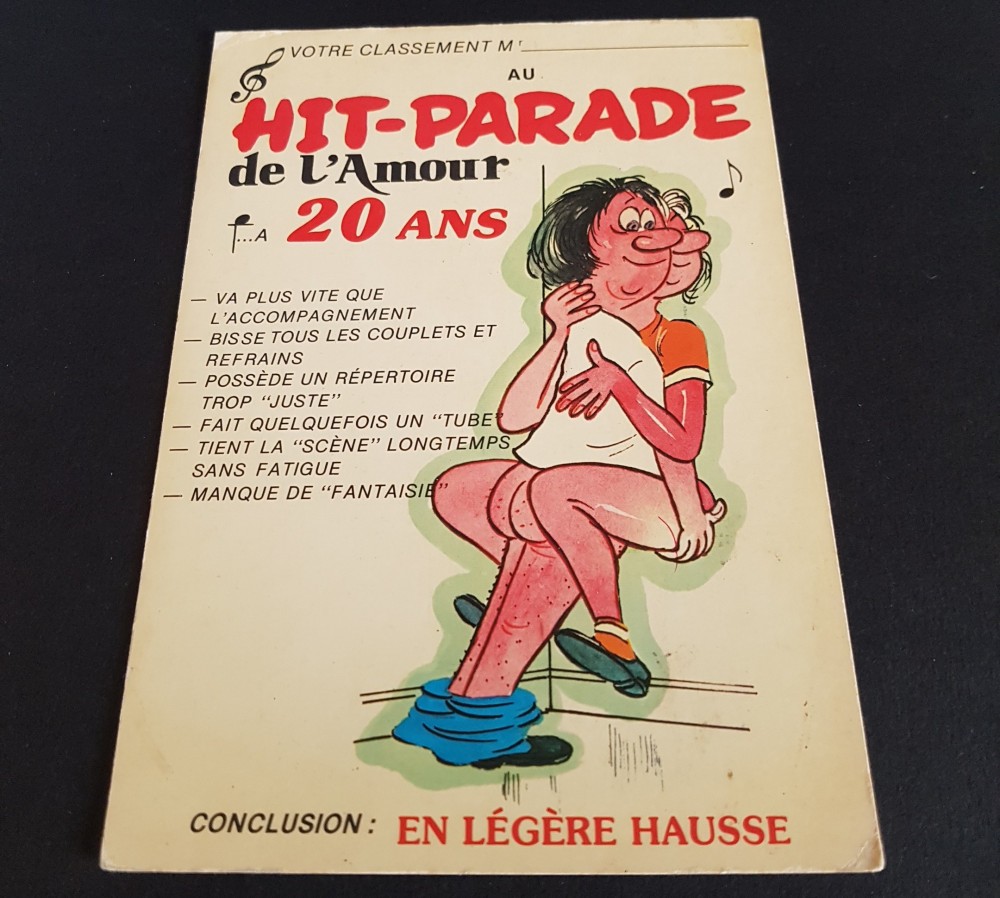 VOTRE CLASSEMENT Mr
AU
HIT-PARADE
de L'Amour
...A 20 ANS
— VA PLUS VITE QUE
L'ACCOMPAGNEMENT
— BISSE TOUS LES COUPLETS ET
REFRAINS
— POSSÈDE UN RÉPERTOIRE
TROP "JUSTE"
— FAIT QUELQUEFOIS UN "TUBE"
— TIENT LA "SCÈNE" LONGTEMPS
SANS FATIGUE
— MANQUE DE "FANTAISIE"
CONCLUSION : EN LÉGÈRE HAUSSE